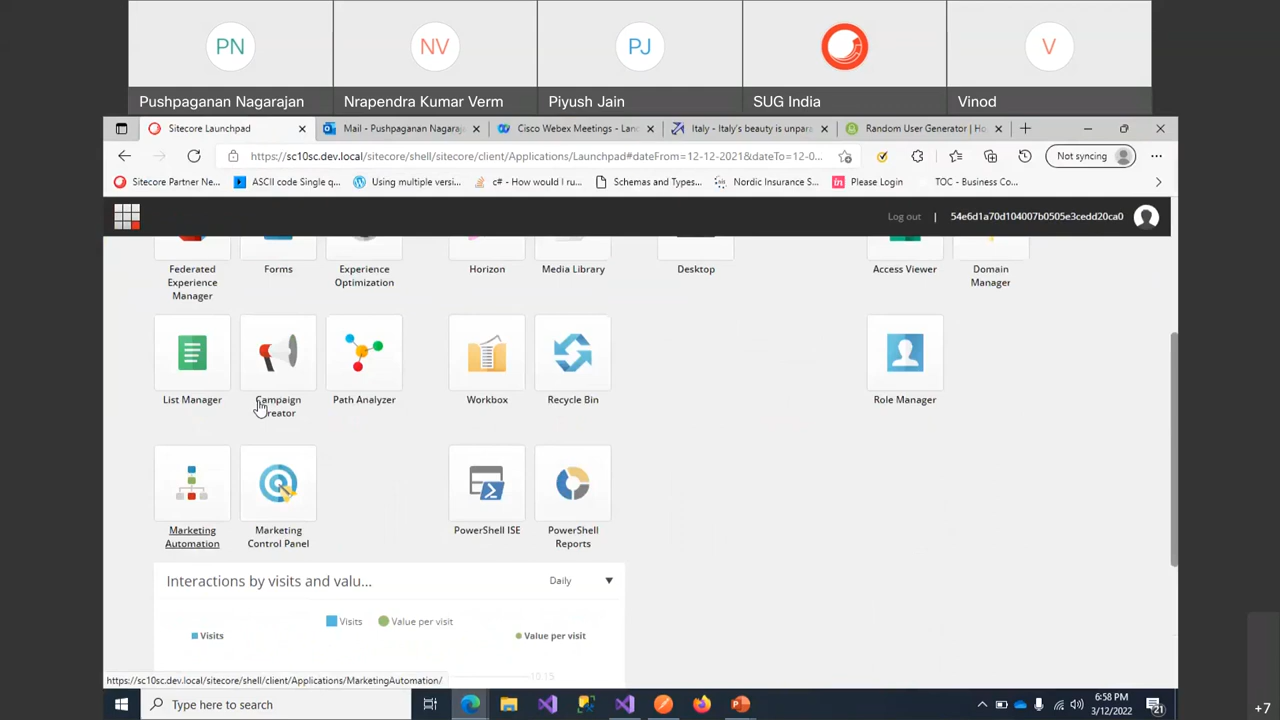 PN
NV
PJ
V
Pushpaganan Nagarajan
Nrapendra Kumar Verm
Piyush Jain
SUG India
Vinod
Sitecore Launchpad
Mail - Pushpaganan Nagaraj
Cisco Webex Meetings - Lan
Italy - Italy's beauty is unpara
Random User Generator | Ho
https://sc10sc.dev.local/sitecore/shell/sitecore/client/Applications/Launchpad#dateFrom=12-12-2021&dateTo=12-0...
Not syncing
Sitecore Partner Ne...
ASCII code Single q...
Using multiple versi...
c# - How would I ru...
Schemas and Types...
Nordic Insurance S...
Please Login
TOC - Business Co...
Log out | 54e6d1a70d104007b0505e3cedd20ca0
Federated Experience Manager
Forms
Experience Optimization
Horizon
Media Library
Desktop
Access Viewer
Domain Manager
List Manager
Campaign Creator
Path Analyzer
Workbox
Recycle Bin
Role Manager
Marketing Automation
Marketing Control Panel
PowerShell ISE
PowerShell Reports
Interactions by visits and valu...
Daily
Visits
Value per visit
Visits
Value per visit
10.15
https://sc10sc.dev.local/sitecore/shell/client/Applications/MarketingAutomation/
Type here to search
6:58 PM
3/12/2022
21
+7